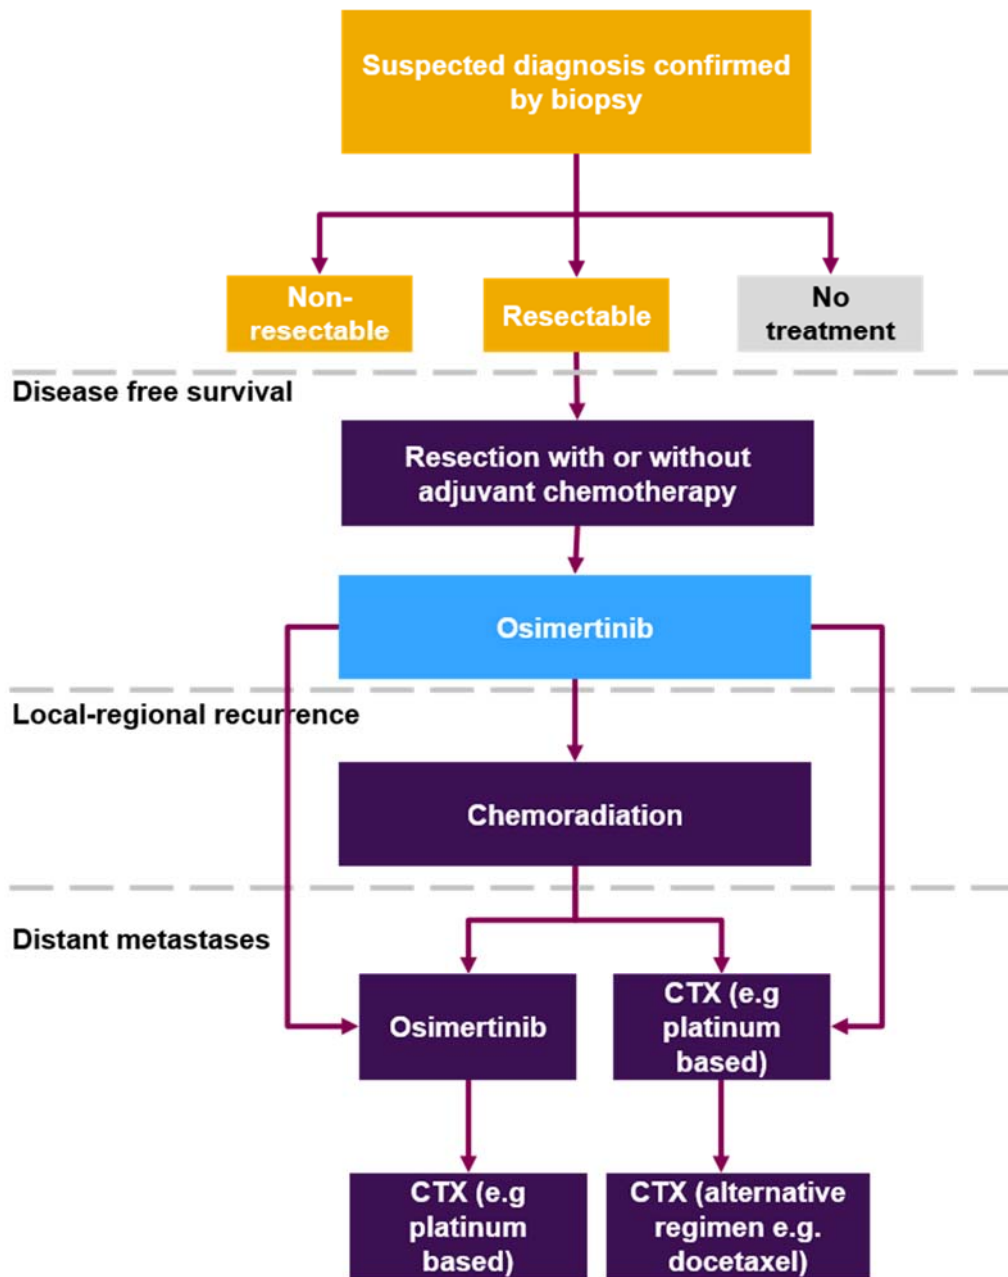 Suspected diagnosis confirmed
by biopsy
Non-
resectable
Resectable
No
treatment
Disease free survival
Resection with or without
adjuvant chemotherapy
Osimertinib
Local-regional recurrence
Chemoradiation
Distant metastases
Osimertinib
CTX (e.g
platinum
based)
CTX (e.g
platinum
based)
CTX (alternative
regimen e.g.
docetaxel)